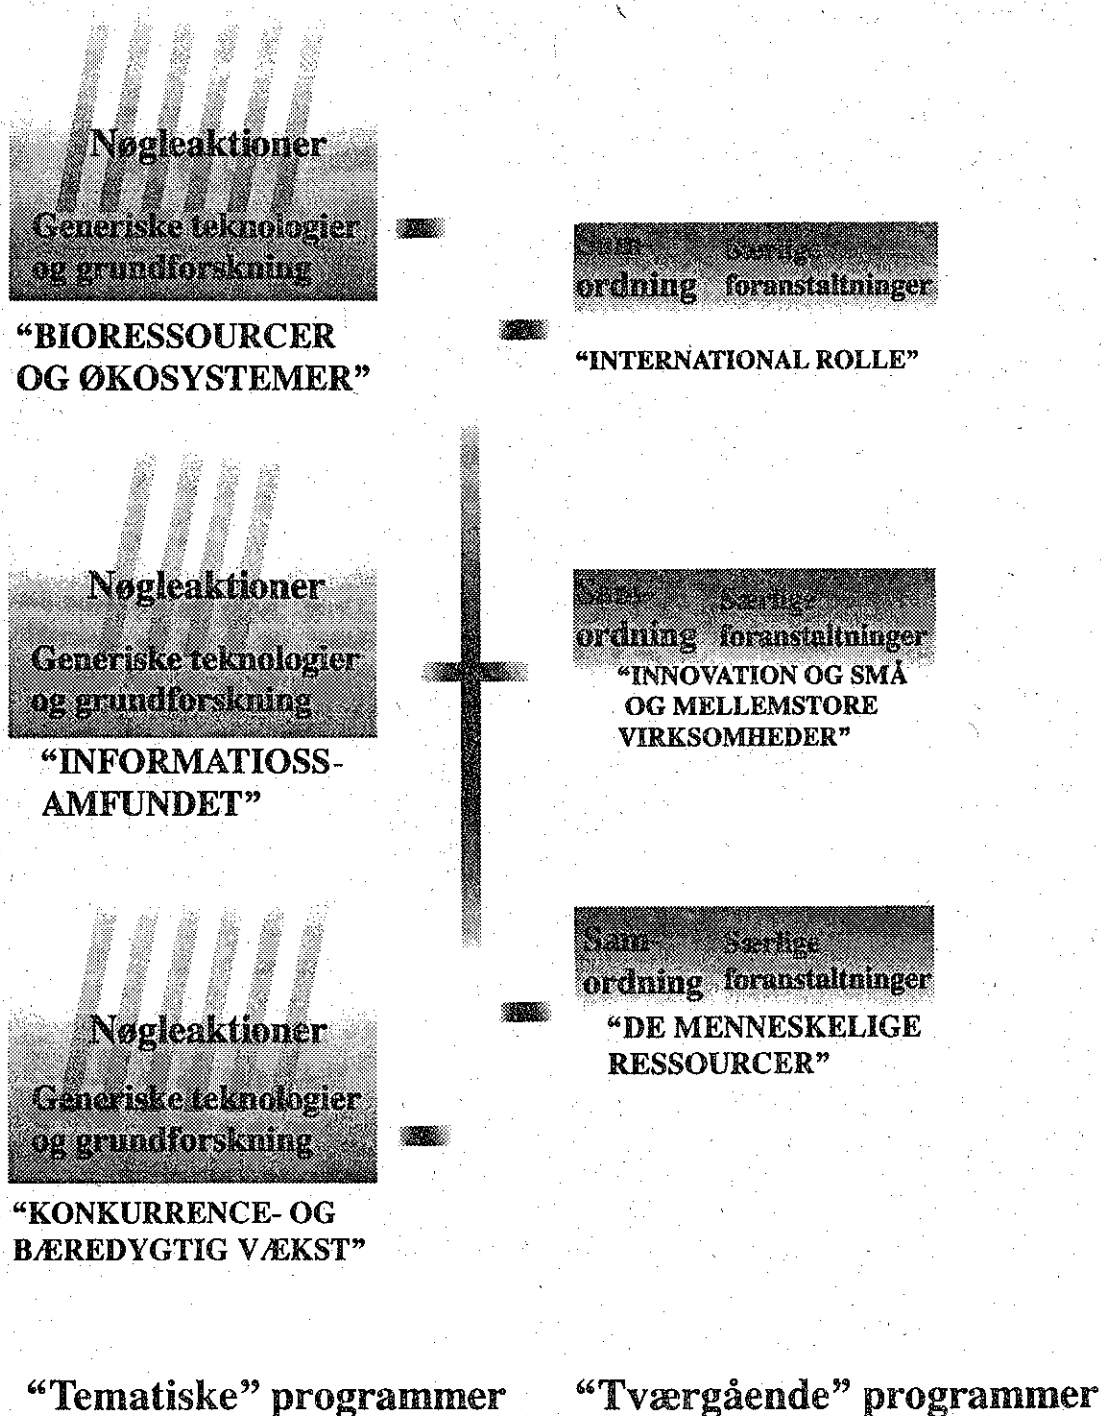 Nøgleaktioner
Generiske teknologier
og grundforskning
“BIORESSOURCER
OG ØKOSYSTEMER”
Nøgleaktioner
Generiske teknologier
og grundforskning
“INFORMATIOSS-
AMFUNDET”
Nøgleaktioner
Generiske teknologier
og grundforskning
“KONKURRENCE- OG
BÆREDYGTIG VÆKST”
“Tematiske” programmer
Sam- Særlige
ordning foranstaltninger
“INTERNATIONAL ROLLE”
Sam- Særlige
ordning foranstaltninger
“INNOVATION OG SMÅ
OG MELLEMSTORE
VIRKSOMHEDER”
Sam- Særlige
ordning foranstaltninger
“DE MENNESKELIGE
RESSOURCER”
“Tværgående” programmer